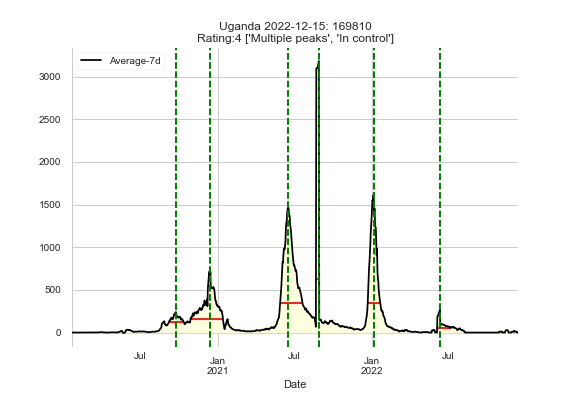 Uganda 2022-12-15: 169810
Rating:4 ['Multiple peaks', 'In control']
Average-7d
3000
2500
2000
1500
1000
500
0
Jul
Jan
2021
Jul
Jan
2022
Jul
Date